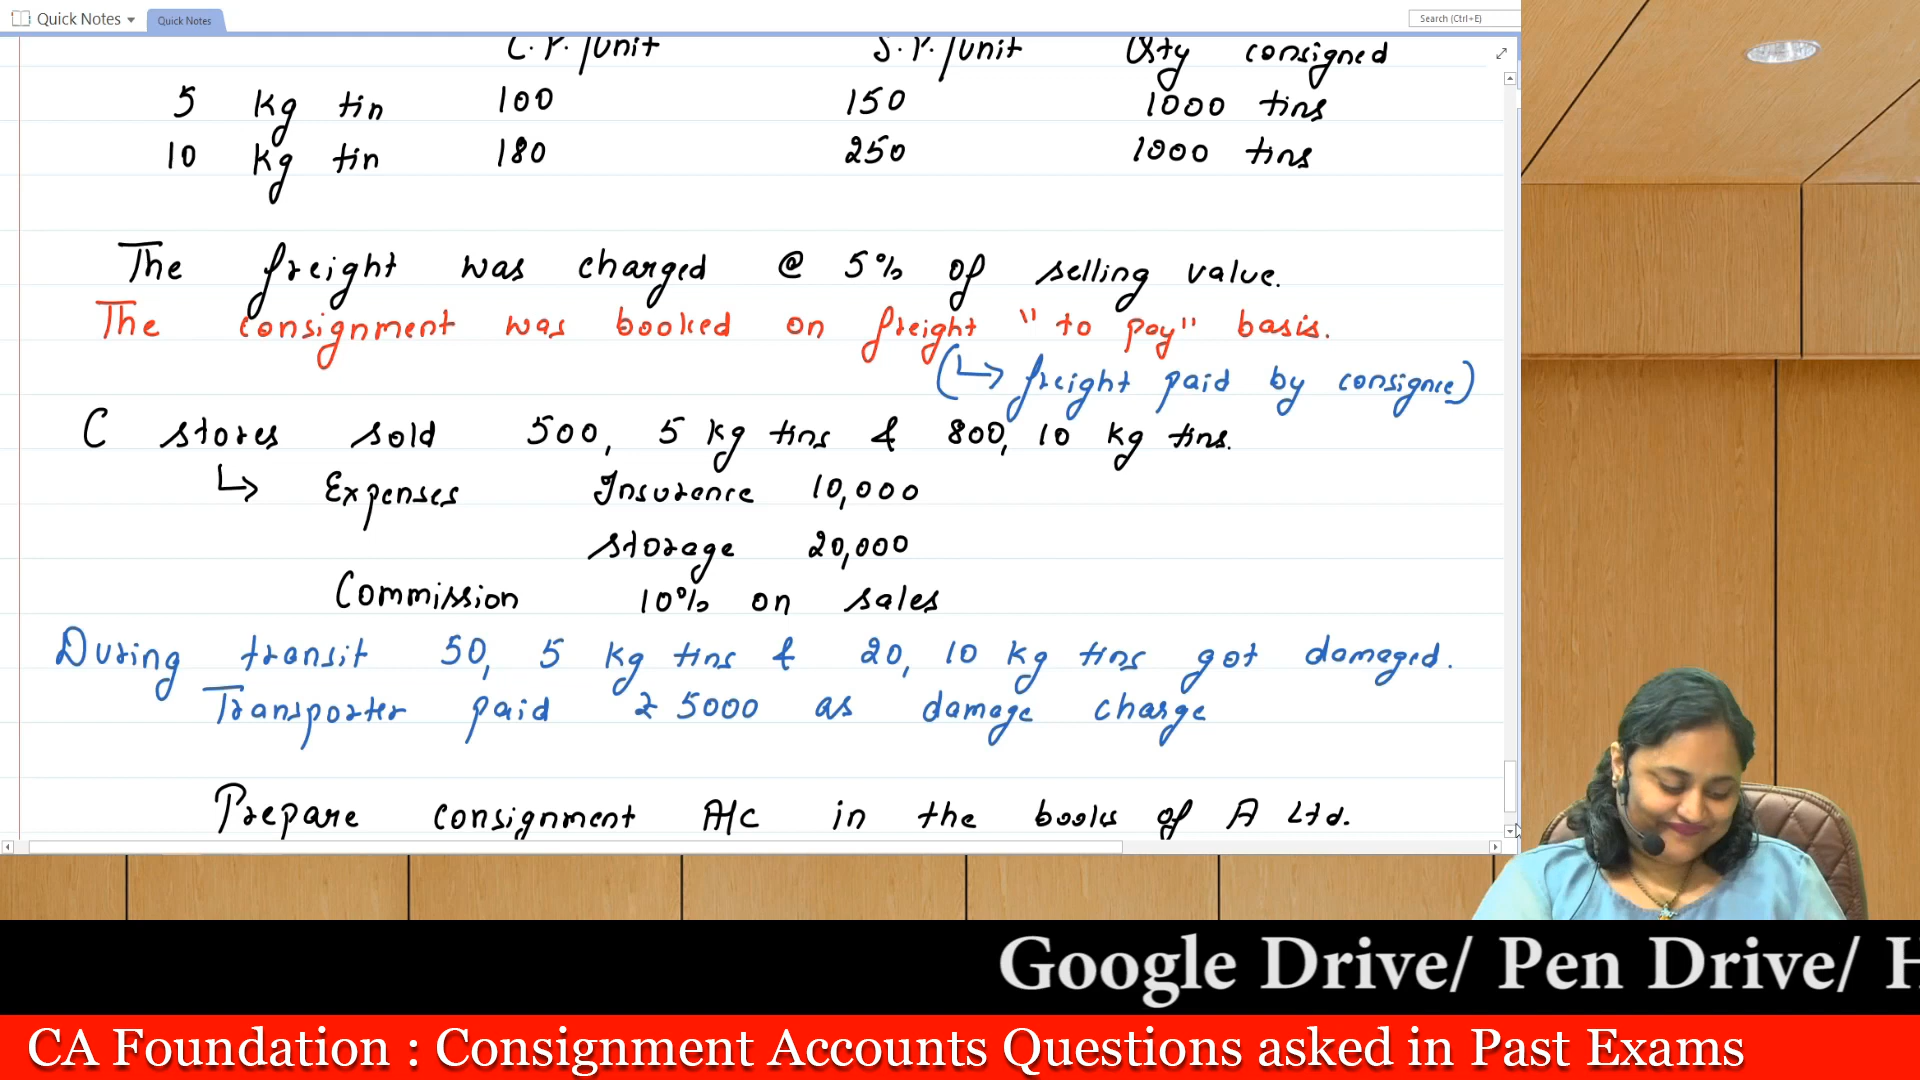 Quick Notes
Quick Notes
Search (Ctrl+E)
C.P./unit S.P./unit Qty consigned
5 kg tin 100 150 1000 tins
10 kg tin 180 250 1000 tins
The freight was charged @ 5% of selling value.
The consignment was booked on freight "to pay" basis.
(↳ freight paid by consignee)
C stores sold 500, 5 kg tins & 800, 10 kg tins.
↳ Expenses Insurance 10,000
storage 20,000
Commission 10% on sales
During transit 50, 5 kg tins & 20, 10 kg tins got damaged.
Transporter paid ₹ 5000 as damage charge
Prepare consignment A/c in the books of A Ltd.
Google Drive/ Pen Drive/ H
CA Foundation : Consignment Accounts Questions asked in Past Exams